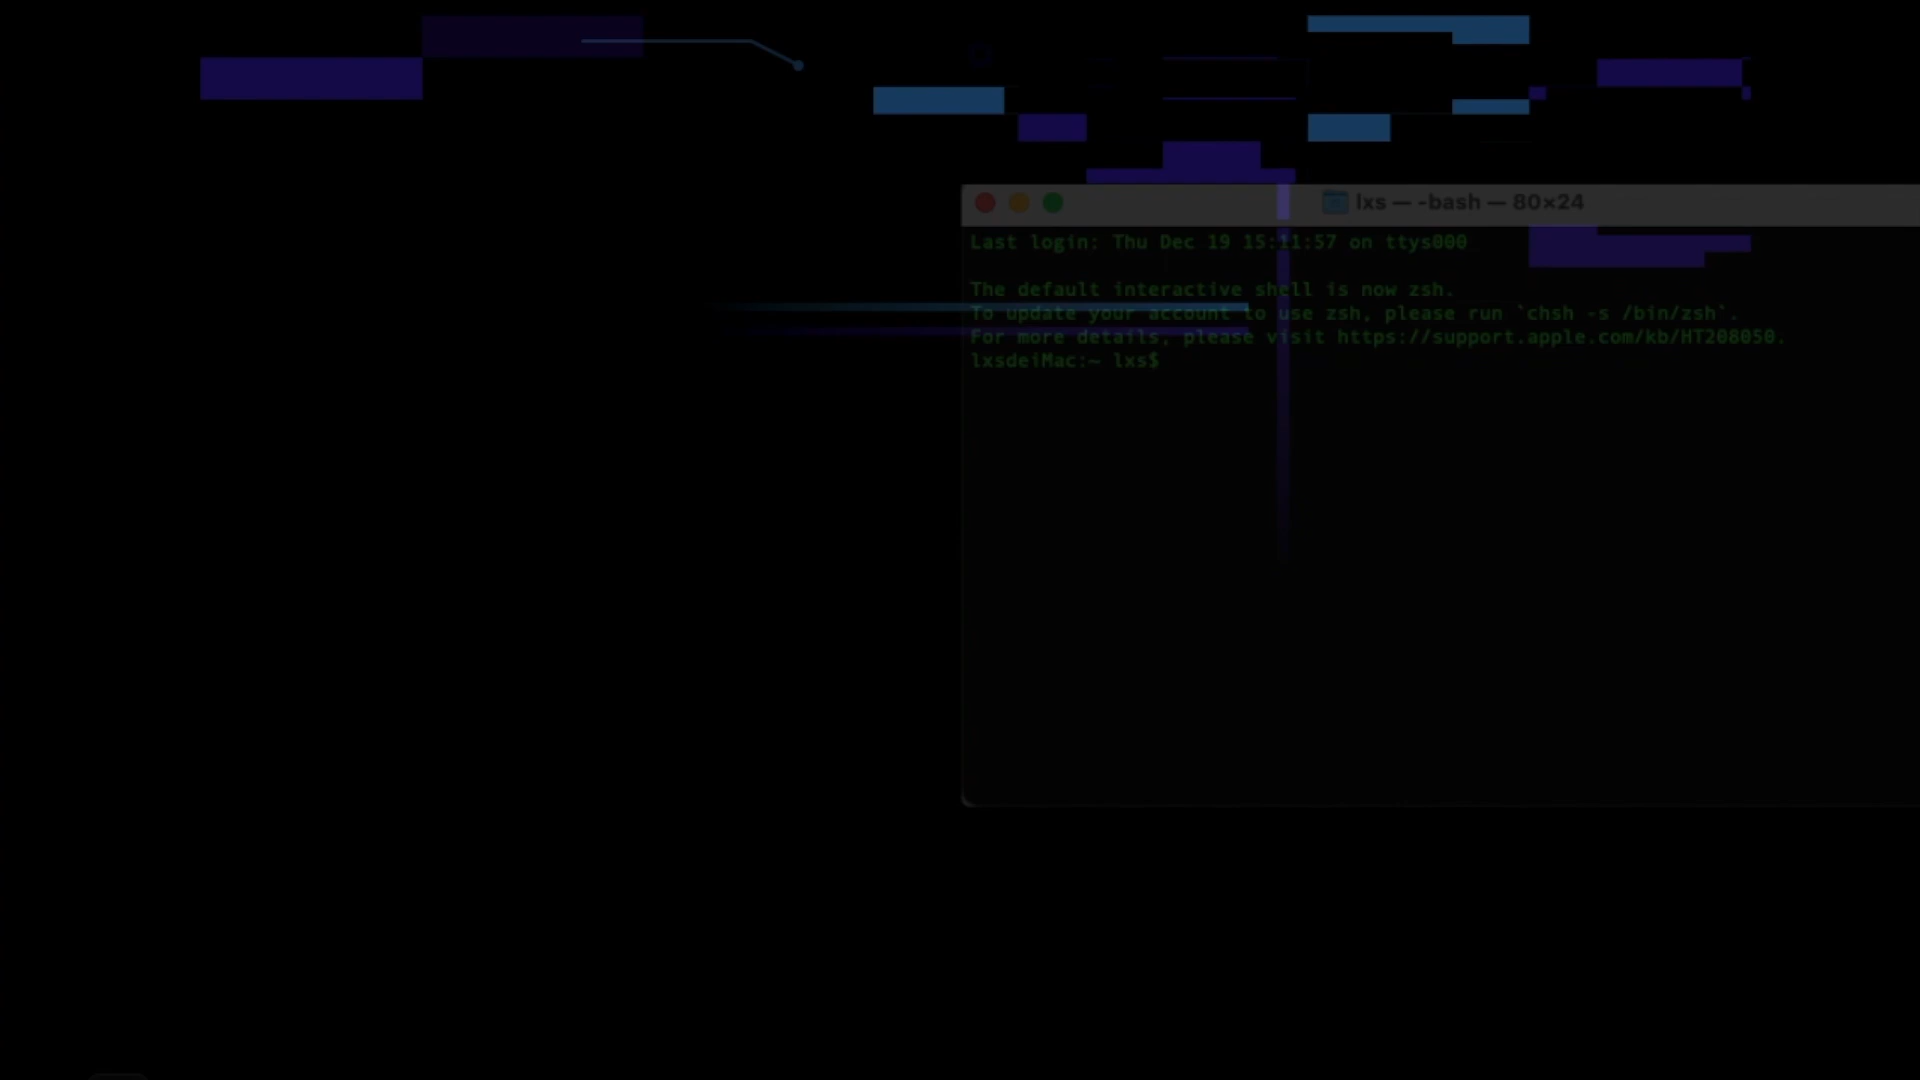 lxs — -bash — 80×24
Last login: Thu Dec 19 15:11:57 on ttys000
The default interactive shell is now zsh.
To update your account to use zsh, please run `chsh -s /bin/zsh`.
For more details, please visit https://support.apple.com/kb/HT208050.
lxsdeiMac:~ lxs$